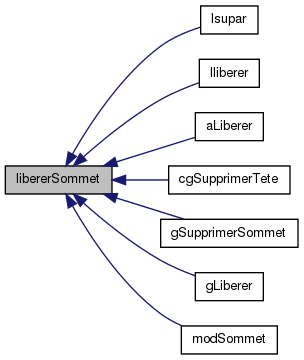 lsupar
lliberer
aLiberer
libererSommet
cgSupprimerTete
gSupprimerSommet
gLiberer
modSommet